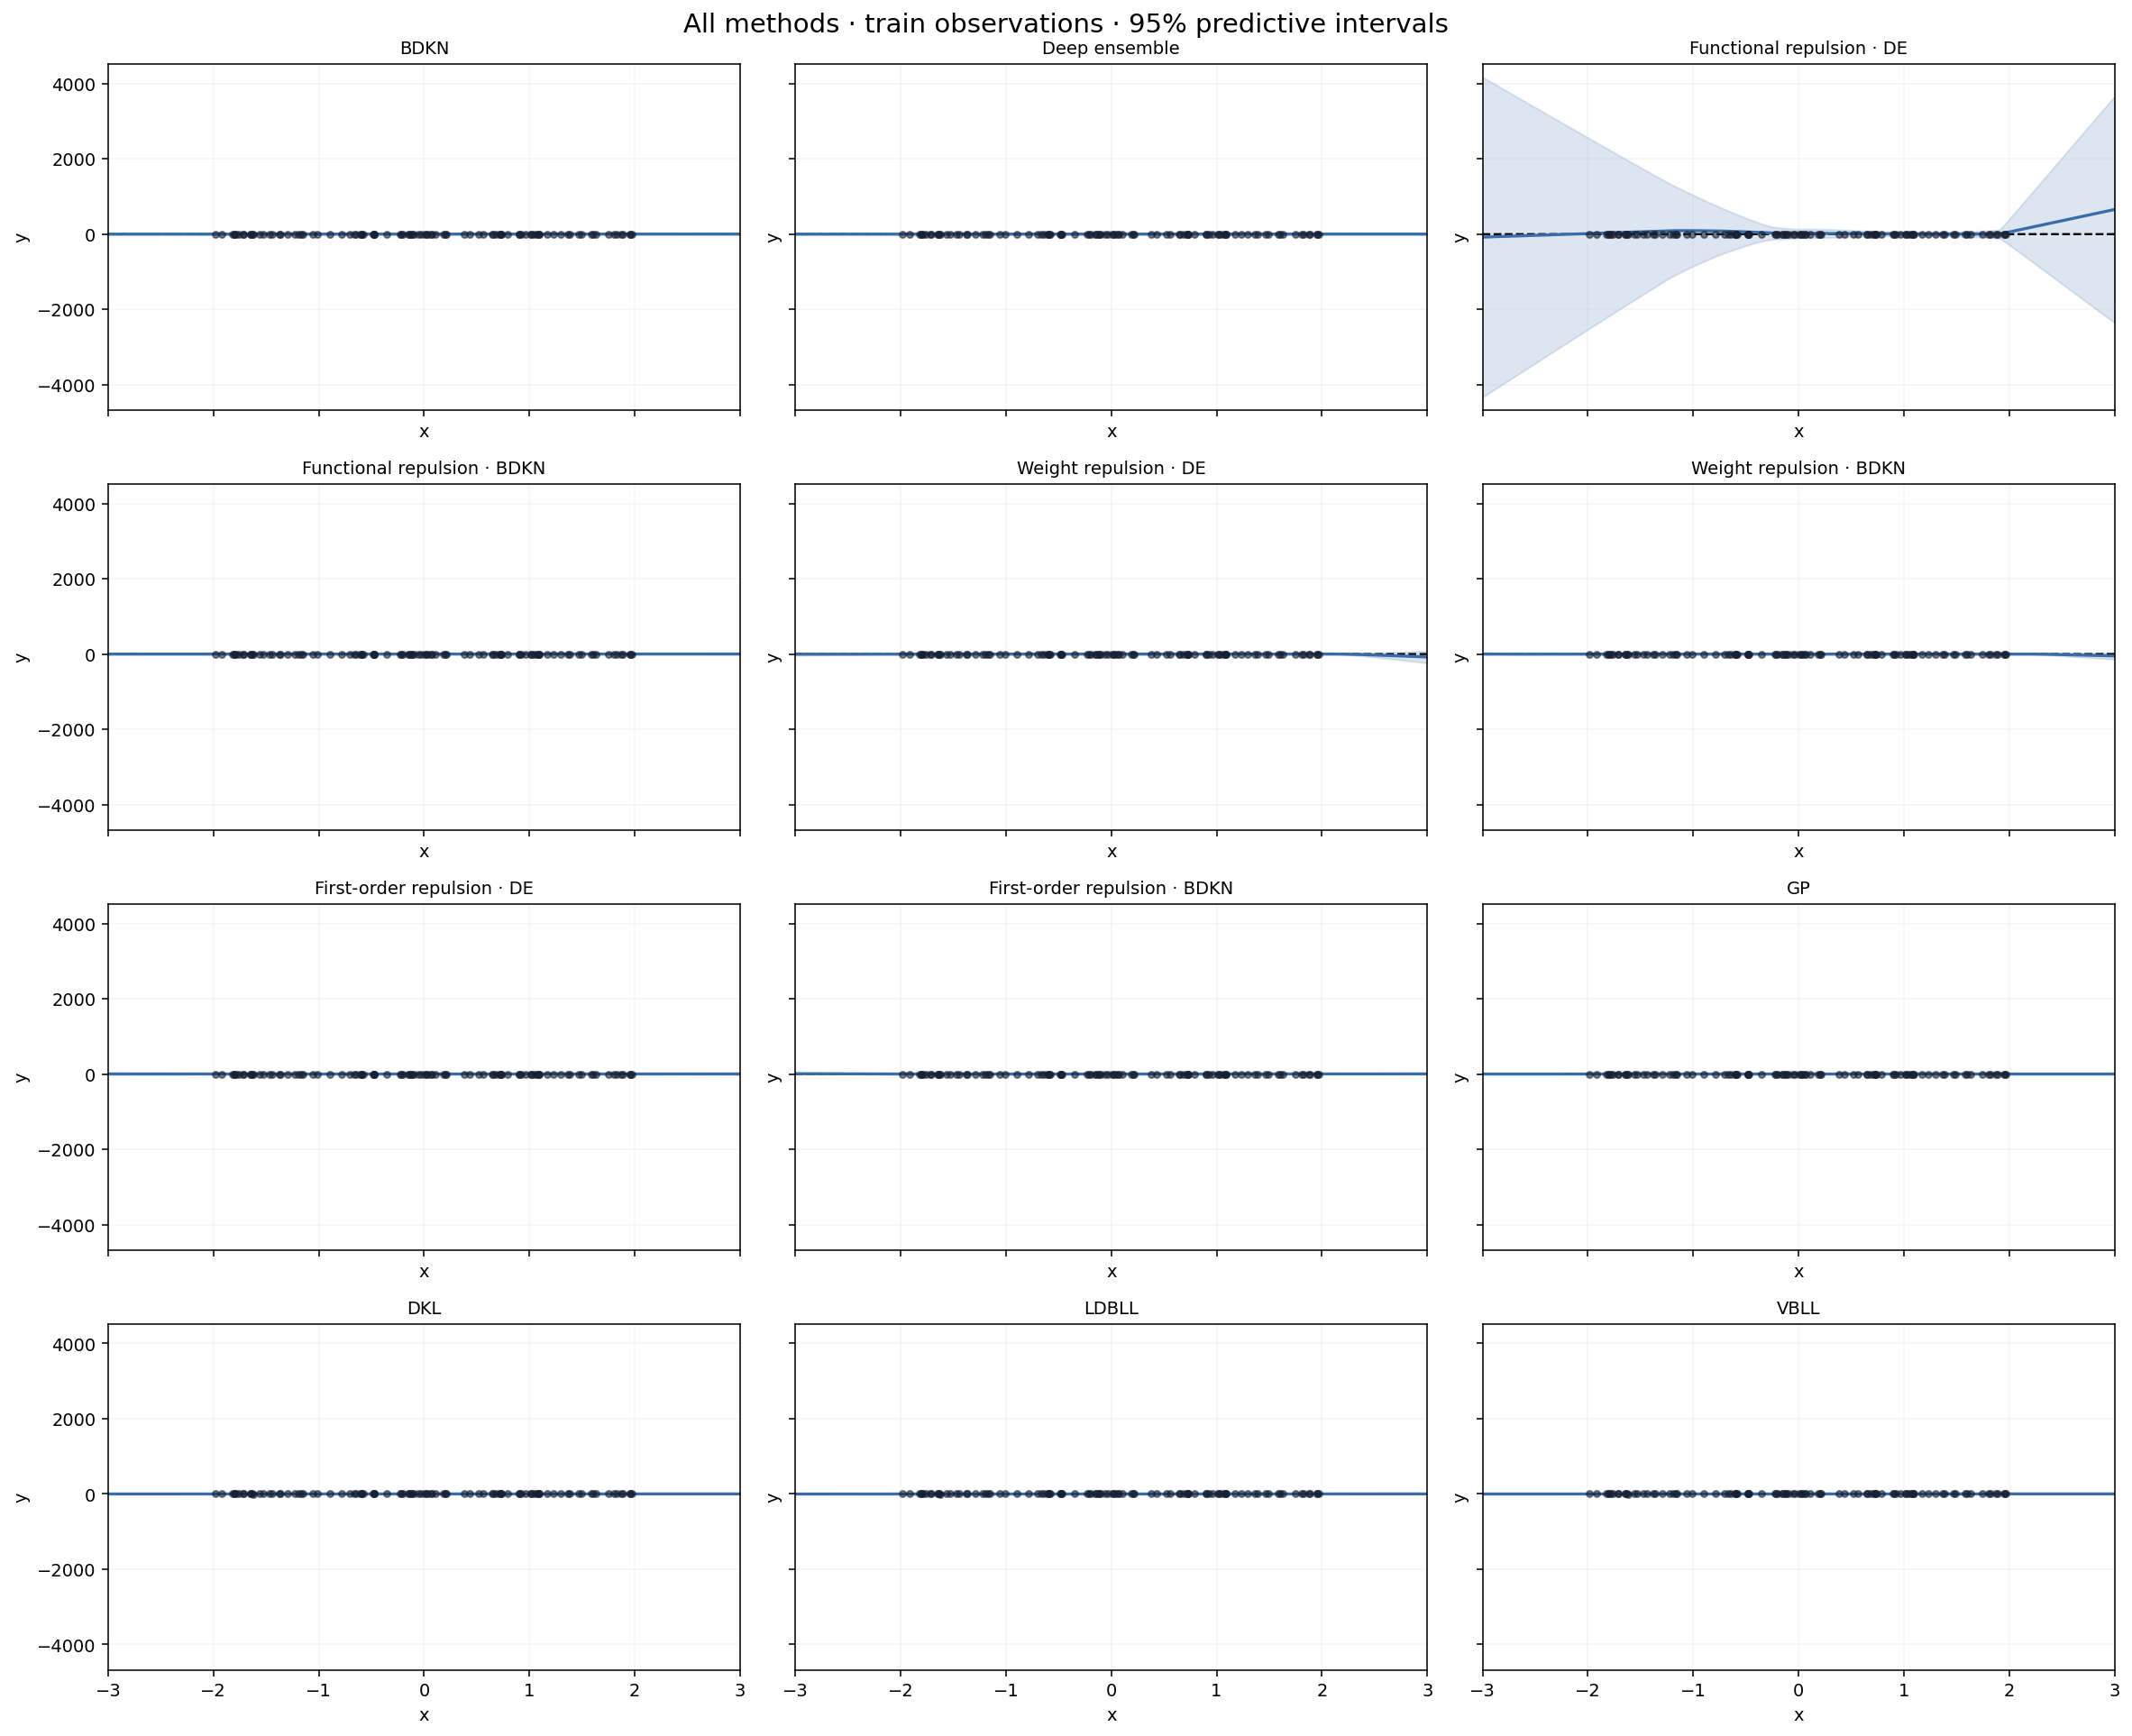 All methods · train observations · 95% predictive intervals
BDKN
Deep ensemble
Functional repulsion · DE
4000
2000
0
−2000
−4000
y
y
y
x
x
x
Functional repulsion · BDKN
Weight repulsion · DE
Weight repulsion · BDKN
4000
2000
0
−2000
−4000
y
y
y
x
x
x
First-order repulsion · DE
First-order repulsion · BDKN
GP
4000
2000
0
−2000
−4000
y
y
y
x
x
x
DKL
LDBLL
VBLL
4000
2000
0
−2000
−4000
y
y
y
−3 −2 −1 0 1 2 3
−3 −2 −1 0 1 2 3
−3 −2 −1 0 1 2 3
x
x
x